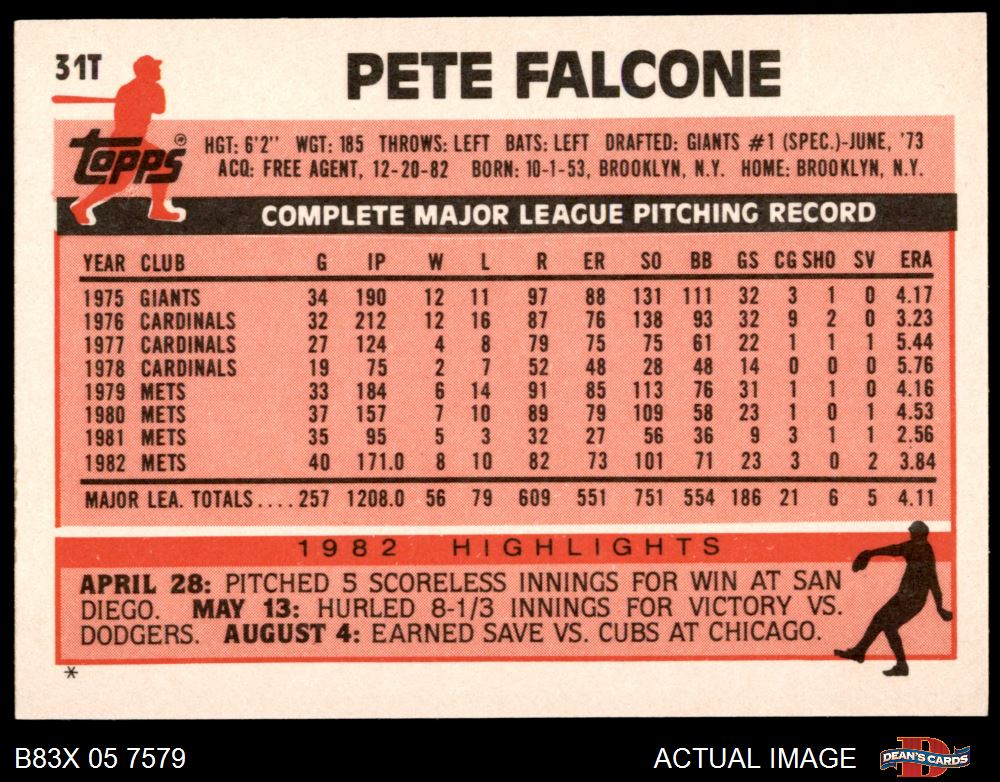 31T
PETE FALCONE
topps®
HGT: 6'2" WGT: 185 THROWS: LEFT BATS: LEFT DRAFTED: GIANTS #1 (SPEC.)-JUNE, '73
ACQ: FREE AGENT, 12-20-82 BORN: 10-1-53, BROOKLYN, N.Y. HOME: BROOKLYN, N.Y.
COMPLETE MAJOR LEAGUE PITCHING RECORD
YEAR CLUB G IP W L R ER SO BB GS CG SHO SV ERA
1975 GIANTS 34 190 12 11 97 88 131 111 32 3 1 0 4.17
1976 CARDINALS 32 212 12 16 87 76 138 93 32 9 2 0 3.23
1977 CARDINALS 27 124 4 8 79 75 75 61 22 1 1 1 5.44
1978 CARDINALS 19 75 2 7 52 48 28 48 14 0 0 0 5.76
1979 METS 33 184 6 14 91 85 113 76 31 1 1 0 4.16
1980 METS 37 157 7 10 89 79 109 58 23 1 0 1 4.53
1981 METS 35 95 5 3 32 27 56 36 9 3 1 1 2.56
1982 METS 40 171.0 8 10 82 73 101 71 23 3 0 2 3.84
MAJOR LEA. TOTALS.... 257 1208.0 56 79 609 551 751 554 186 21 6 5 4.11
1982 HIGHLIGHTS
APRIL 28: PITCHED 5 SCORELESS INNINGS FOR WIN AT SAN
DIEGO. MAY 13: HURLED 8-1/3 INNINGS FOR VICTORY VS.
DODGERS. AUGUST 4: EARNED SAVE VS. CUBS AT CHICAGO.
*
B83X 05 7579
ACTUAL IMAGE
DEAN'S CARDS